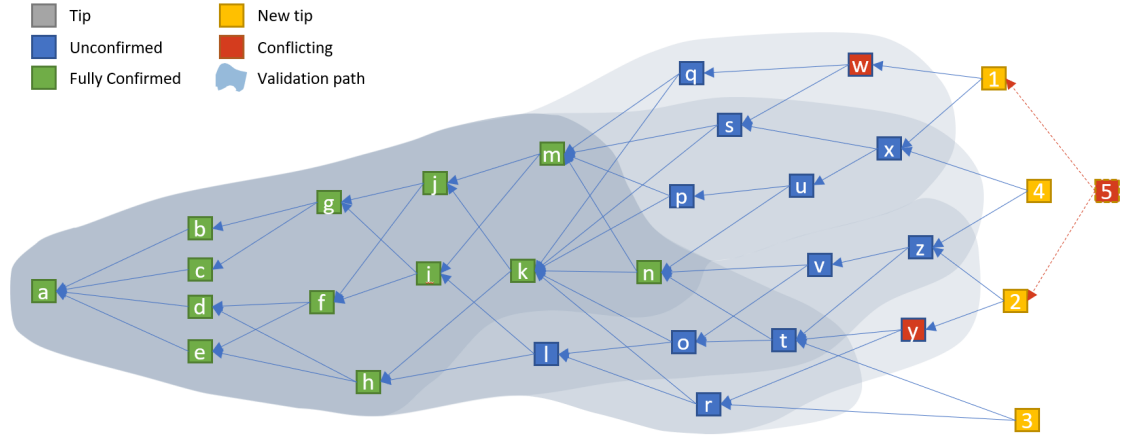 Tip
New tip
Unconfirmed
Conflicting
Fully Confirmed
Validation path
q
w
1
s
x
m
j
4
5
u
p
g
b
z
v
c
i
k
n
a
f
2
d
y
t
o
e
l
h
r
3